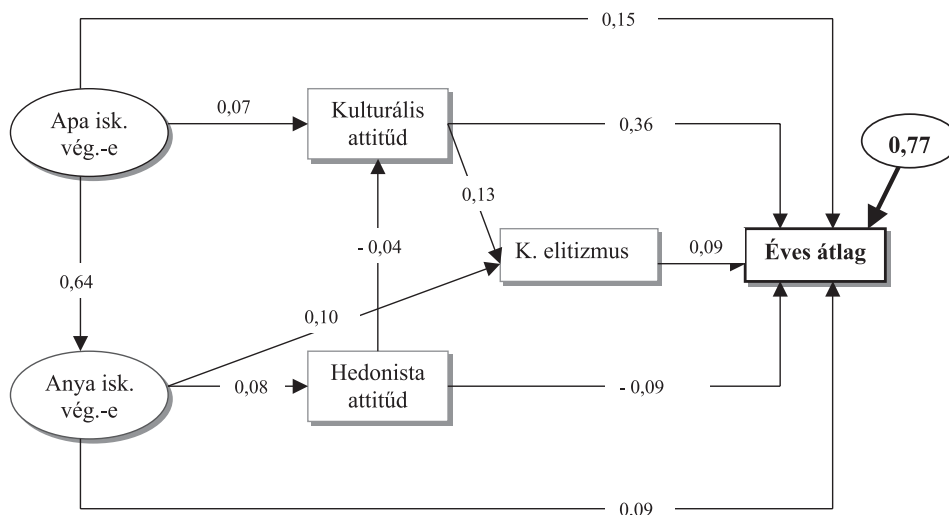 0,15
Apa isk.
vég.-e
0,07
Kulturális
attitűd
0,36
0,77
0,13
- 0,04
K. elitizmus
0,09
Éves átlag
0,64
0,10
Anya isk.
vég.-e
0,08
Hedonista
attitűd
- 0,09
0,09